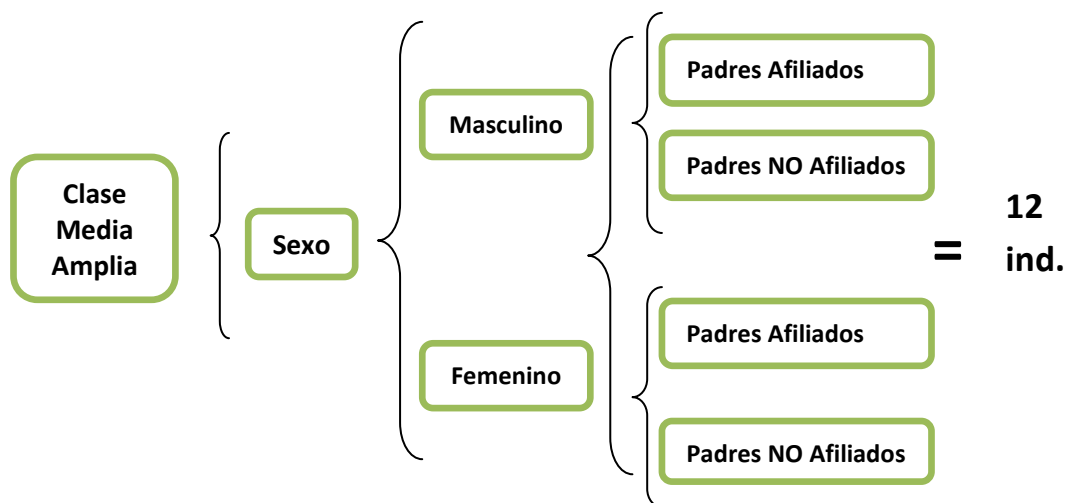 Clase
Media
Amplia
Sexo
Masculino
Femenino
Padres Afiliados
Padres NO Afiliados
Padres Afiliados
Padres NO Afiliados
=
12
ind.